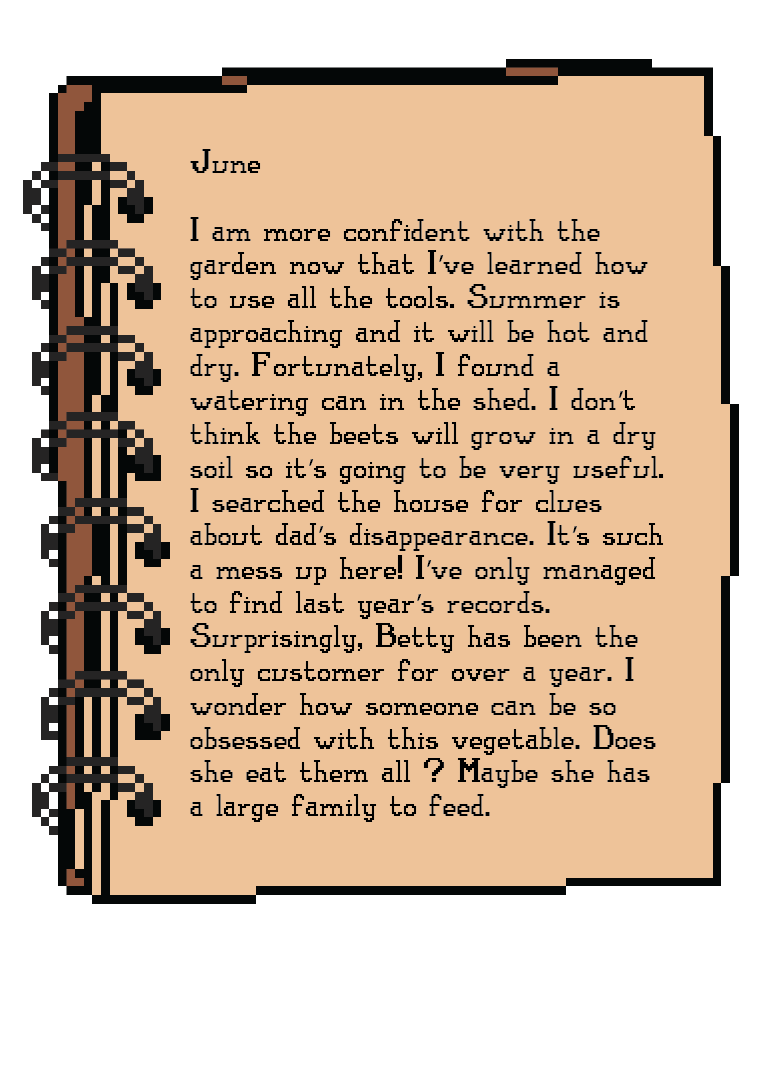 June
I am more confident with the
garden now that I've learned how
to use all the tools. Summer is
approaching and it will be hot and
dry. Fortunately, I found a
watering can in the shed. I don't
think the beets will grow in a dry
soil so it's going to be very useful.
I searched the house for clues
about dad's disappearance. It's such
a mess up here! I've only managed
to find last year's records.
Surprisingly, Betty has been the
only customer for over a year. I
wonder how someone can be so
obsessed with this vegetable. Does
she eat them all ? Maybe she has
a large family to feed.